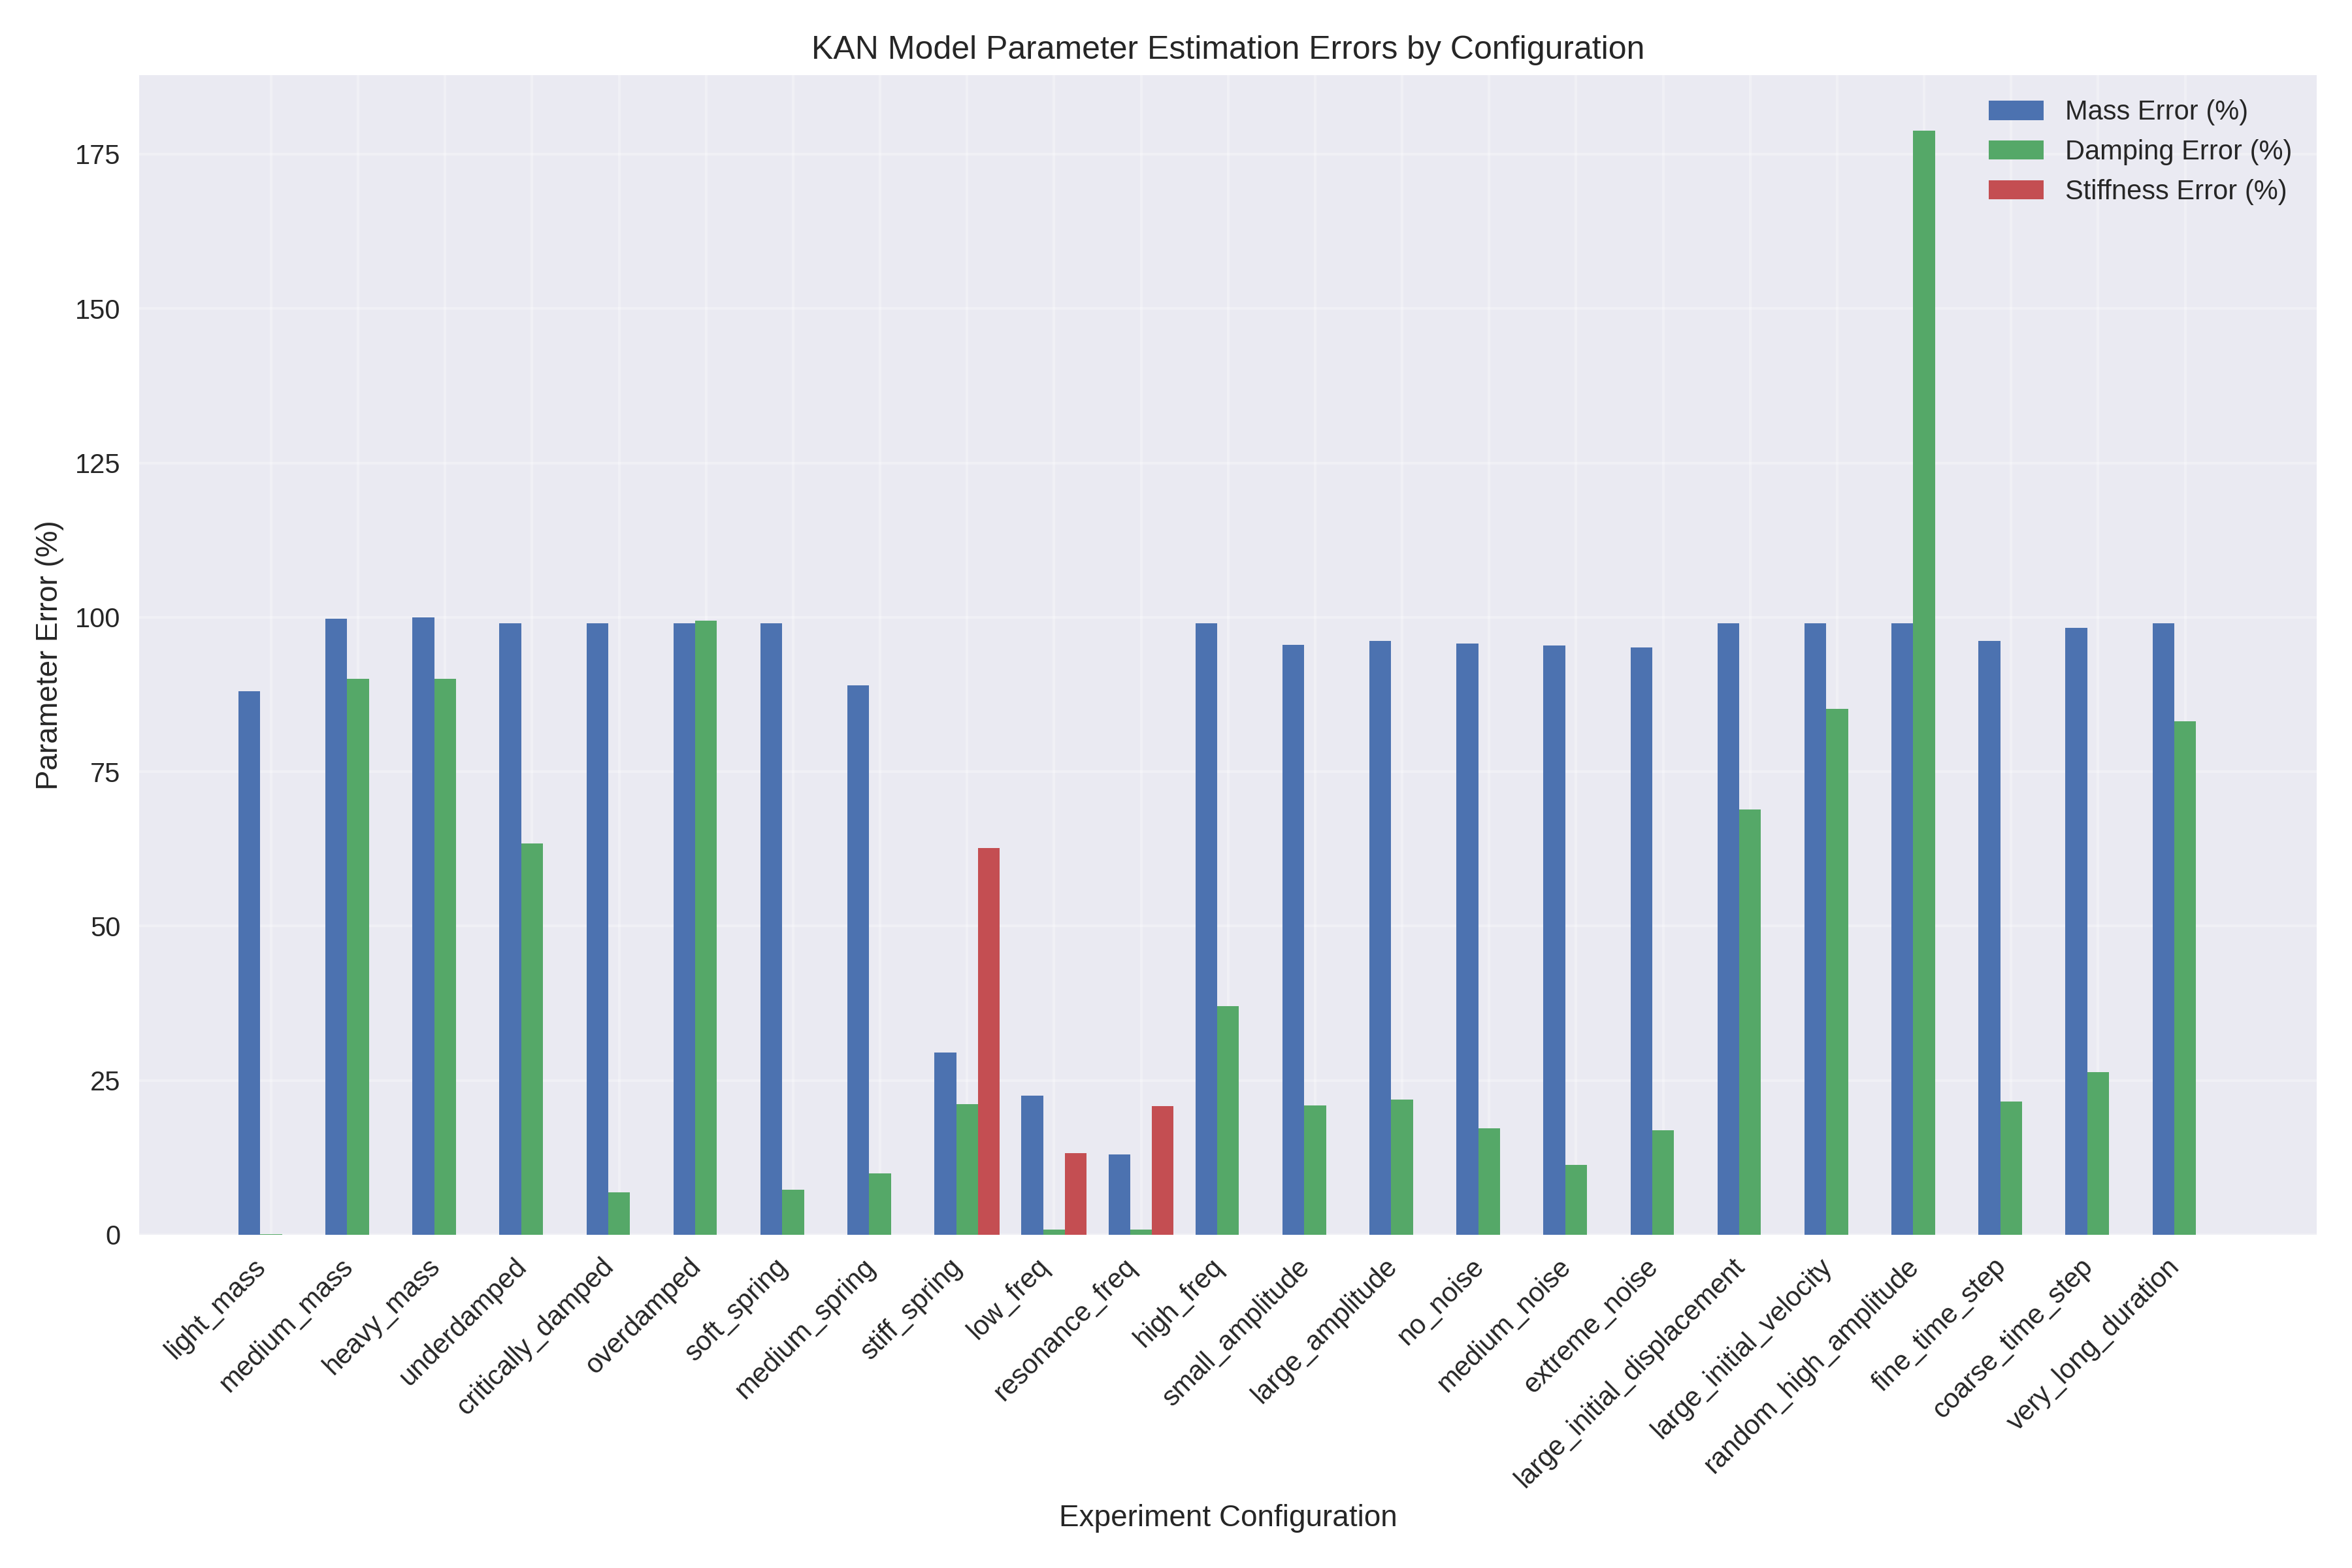 KAN Model Parameter Estimation Errors by Configuration
Mass Error (%)
Damping Error (%)
Stiffness Error (%)
Parameter Error (%)
175
150
125
100
75
50
25
0
light_mass
medium_mass
heavy_mass
underdamped
critically_damped
overdamped
soft_spring
medium_spring
stiff_spring
low_freq
resonance_freq
high_freq
small_amplitude
large_amplitude
no_noise
medium_noise
extreme_noise
large_initial_displacement
large_initial_velocity
random_high_amplitude
fine_time_step
coarse_time_step
very_long_duration
Experiment Configuration